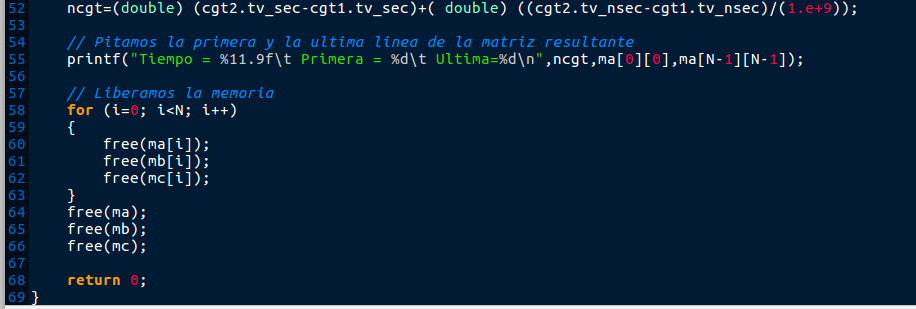 52 ncgt=(double) (cgt2.tv_sec-cgt1.tv_sec)+( double) ((cgt2.tv_nsec-cgt1.tv_nsec)/(1.e+9));
53
54 // Pitamos la primera y la ultima linea de la matriz resultante
55 printf("Tiempo = %11.9f\t Primera = %d\t Ultima=%d\n",ncgt,ma[0][0],ma[N-1][N-1]);
56
57 // Liberamos la memoria
58 for (i=0; i<N; i++)
59 {
60 free(ma[i]);
61 free(mb[i]);
62 free(mc[i]);
63 }
64 free(ma);
65 free(mb);
66 free(mc);
67
68 return 0;
69 }